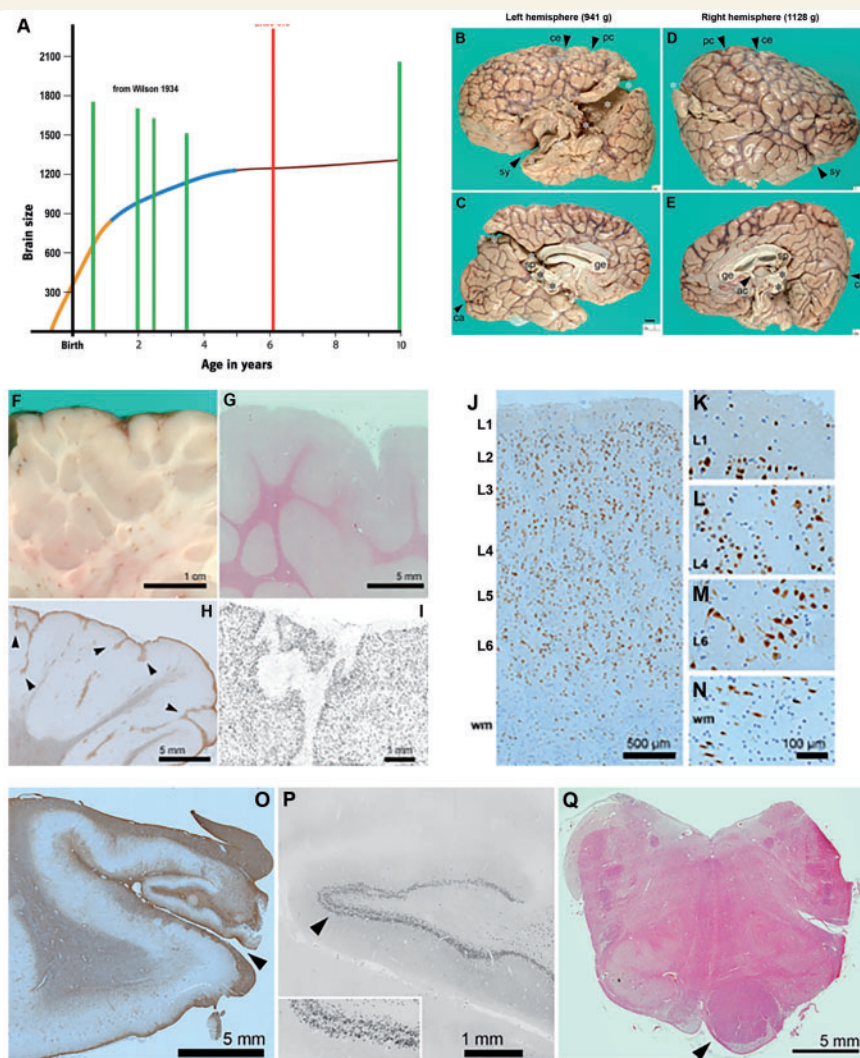 A
2100
1800
1500
1200
900
600
300
from Wilson 1934
Brain size
Birth
2
4
6
8
10
Age in years
Left hemisphere (941 g)
Right hemisphere (1128 g)
B
ce
pc
sy
D
pc
ce
sy
C
sp
ge
ca
E
ge
ac
sp
F
1 cm
G
5 mm
H
5 mm
I
1 mm
J
L1
L2
L3
L4
L5
L6
wm
500 µm
K
L1
L
L4
M
L6
N
wm
100 µm
O
5 mm
P
1 mm
Q
5 mm